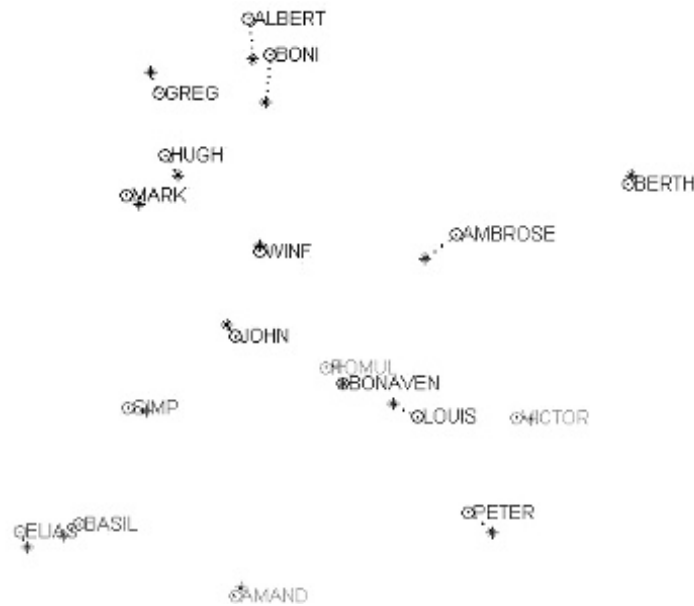 ALBERT
BONI
GREG
HUGH
BERTH
MARK
AMBROSE
WINF
JOHN
ROMUL
BONAVEN
SIMP
LOUIS
VICTOR
PETER
BASIL
ELIAS
AMAND